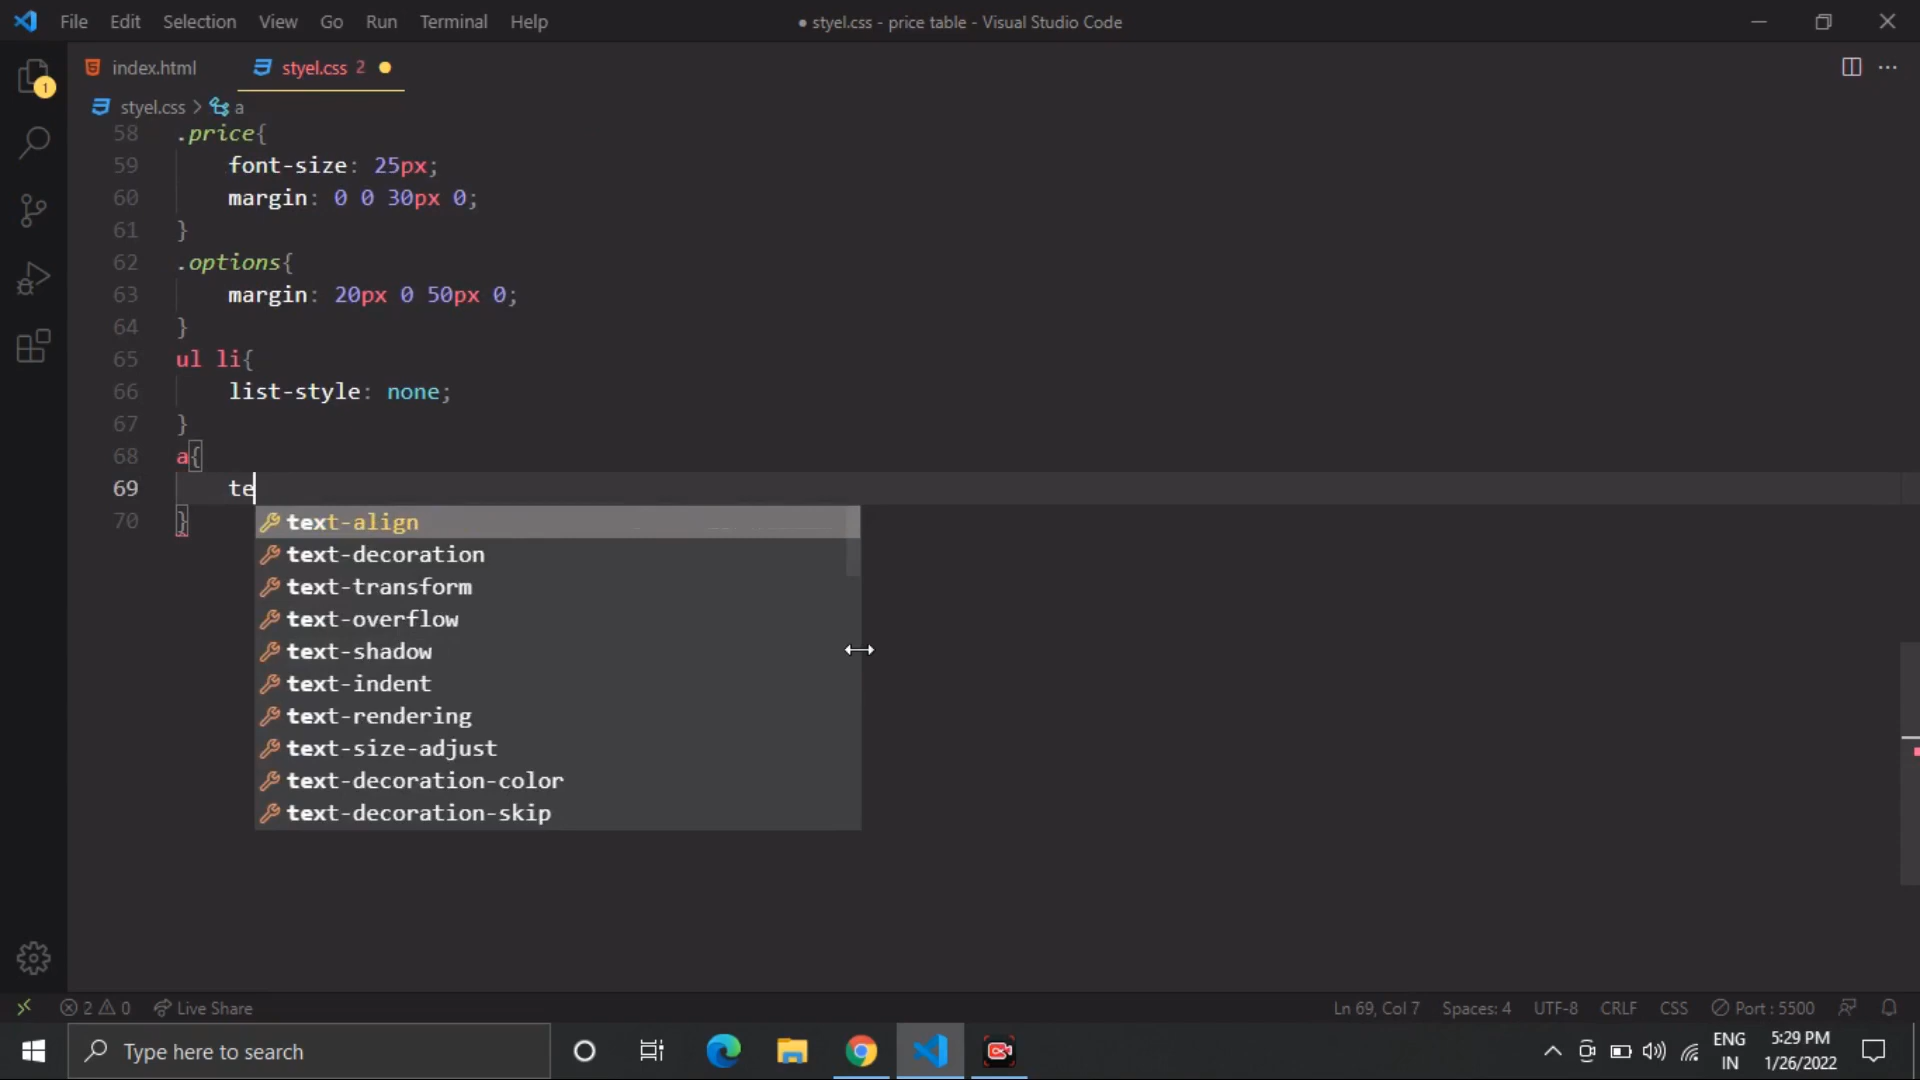 File Edit Selection View Go Run Terminal Help
● styel.css - price table - Visual Studio Code
index.html
styel.css 2
styel.css > a
1
58 .price{
59 font-size: 25px;
60 margin: 0 0 30px 0;
61 }
62 .options{
63 margin: 20px 0 50px 0;
64 }
65 ul li{
66 list-style: none;
67 }
68 a{
69 te
70 }
text-align
text-decoration
text-transform
text-overflow
text-shadow
text-indent
text-rendering
text-size-adjust
text-decoration-color
text-decoration-skip
2 0 Live Share
Ln 69, Col 7 Spaces: 4 UTF-8 CRLF CSS Port : 5500
Type here to search
ENG
IN
5:29 PM
1/26/2022